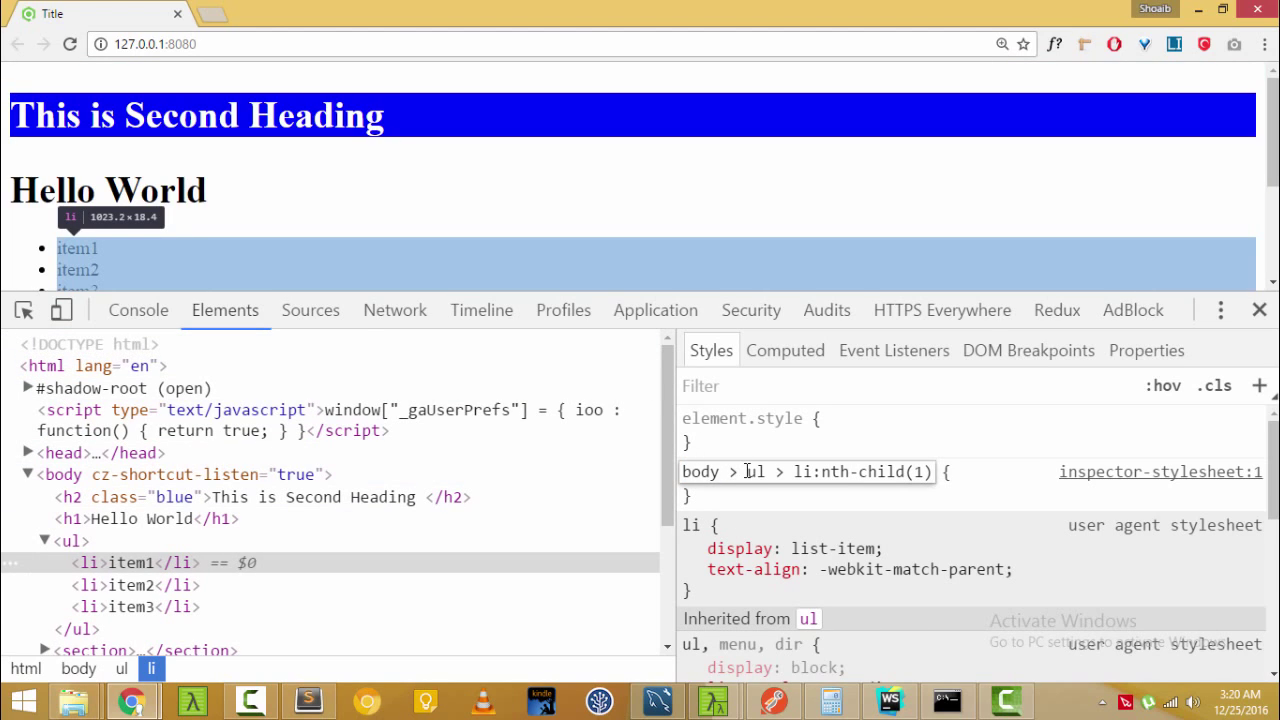 Title
Shoaib
127.0.0.1:8080
f?
LI
This is Second Heading
Hello World
li 1023.2×18.4
item1
item2
Console Elements Sources Network Timeline Profiles Application Security Audits HTTPS Everywhere Redux AdBlock
<!DOCTYPE html>
<html lang="en">
#shadow-root (open)
<script type="text/javascript">window["_gaUserPrefs"] = { ioo :
function() { return true; } }</script>
<head>…</head>
<body cz-shortcut-listen="true">
<h2 class="blue">This is Second Heading </h2>
<h1>Hello World</h1>
<ul>
<li>item1</li> == $0
<li>item2</li>
<li>item3</li>
</ul>
<section>…</section>
html body ul li
Styles Computed Event Listeners DOM Breakpoints Properties
Filter :hov .cls +
element.style {
}
body > ul > li:nth-child(1) { inspector-stylesheet:1
}
li { user agent stylesheet
display: list-item;
text-align: -webkit-match-parent;
}
Inherited from ul
Activate Windows
Go to PC settings to activate Windows.
ul, menu, dir { user agent stylesheet
display: block;
kindle
WS
3:20 AM
12/25/2016